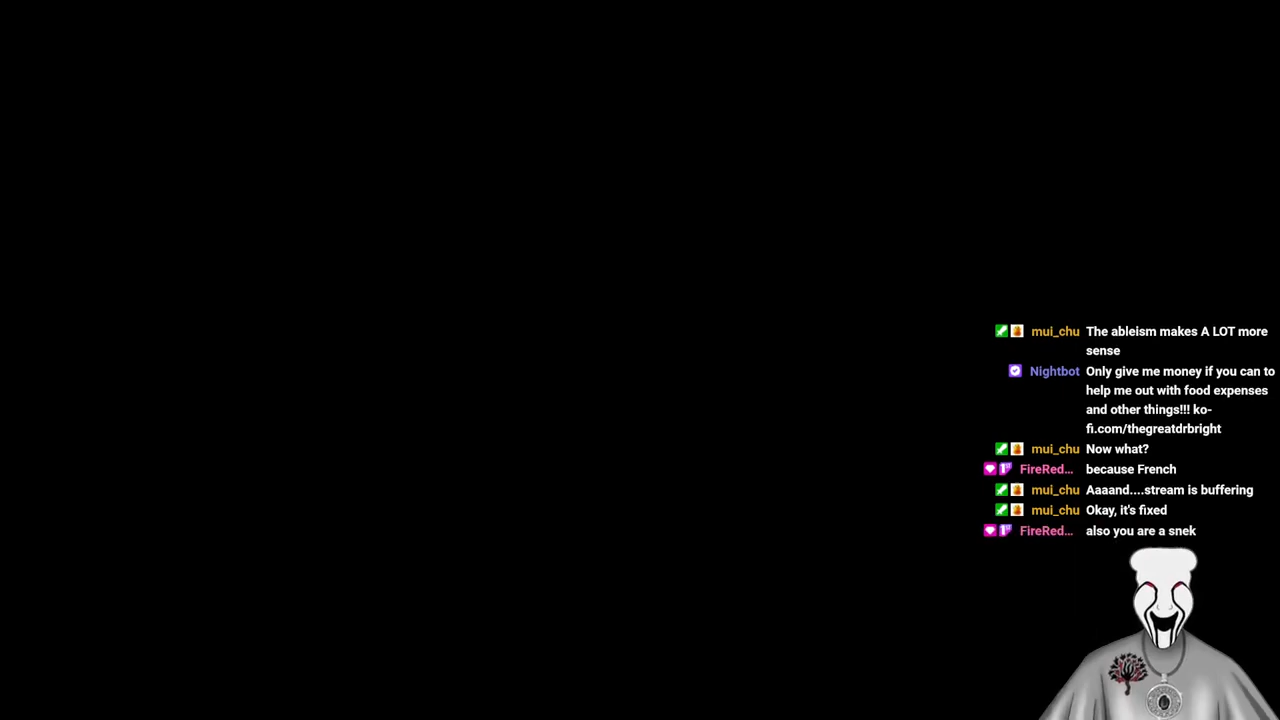 mui_chu The ableism makes A LOT more
sense
Nightbot Only give me money if you can to
help me out with food expenses
and other things!!! ko-
fi.com/thegreatdrbright
mui_chu Now what?
FireRed... because French
mui_chu Aaaand....stream is buffering
mui_chu Okay, it's fixed
FireRed... also you are a snek